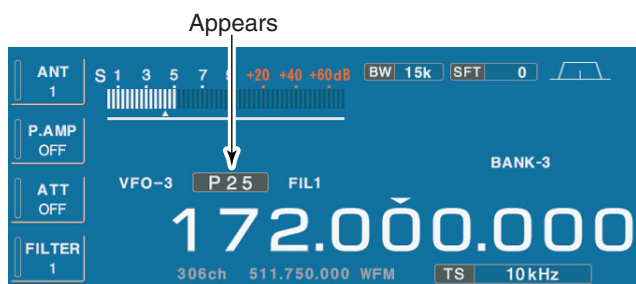 Appears
ANT
1
S 1 3 5 7 9 +20 +40 +60dB
BW 15k SFT 0
P.AMP
OFF
BANK-3
VFO-3 P25 FIL1
ATT
OFF
172.000.000
FILTER
1
306ch 511.750.000 WFM TS 10kHz